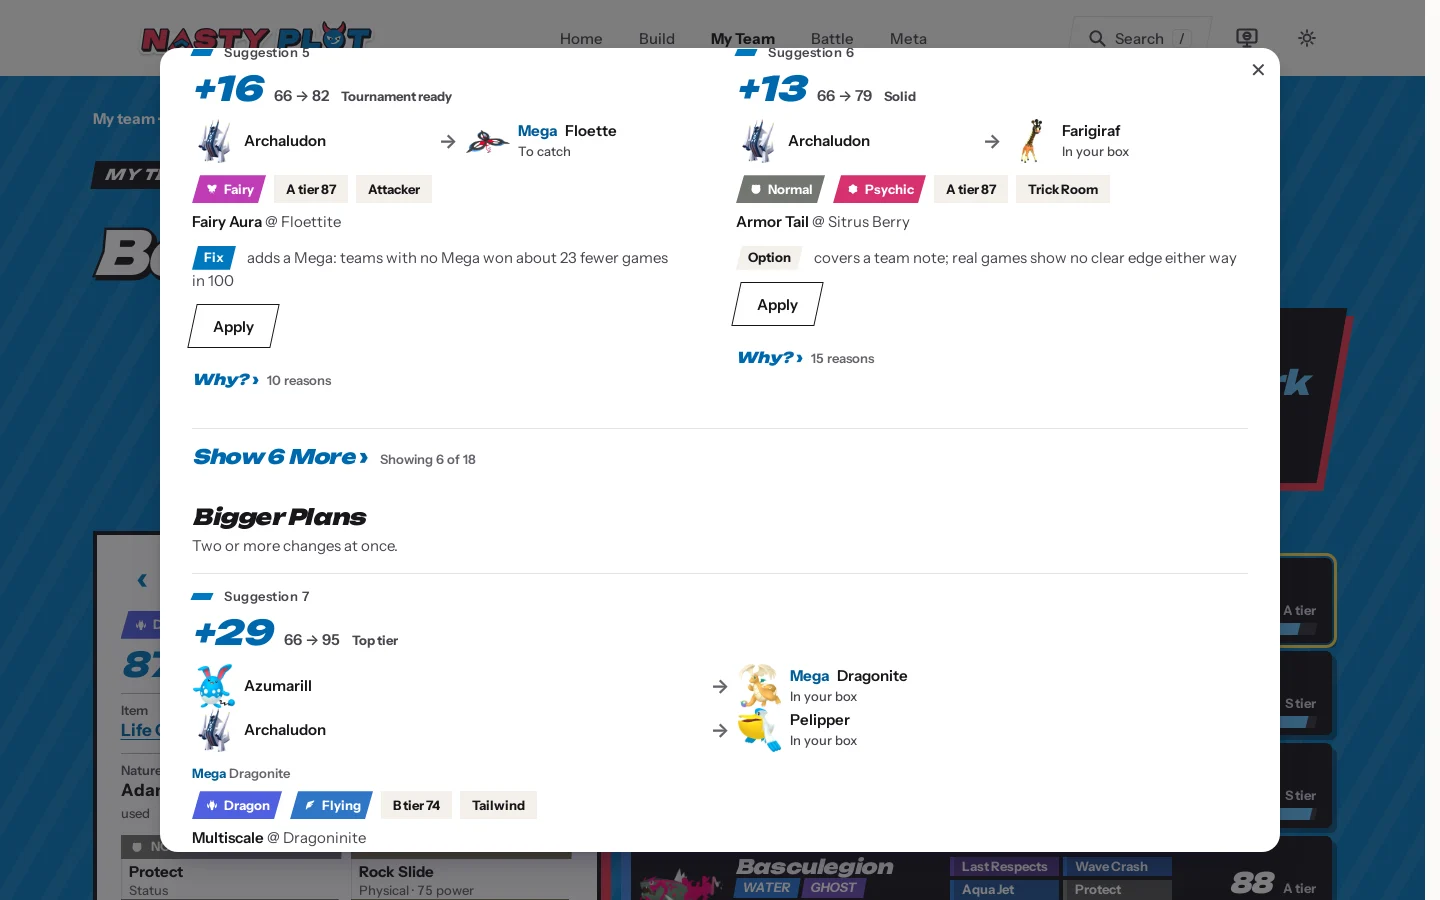 NASTY PLOT
Home
Build
My Team
Battle
Meta
Search /
My team
Suggestion 5
+16 66 → 82 Tournament ready
Archaludon → Mega Floette
To catch
Fairy A tier 87 Attacker
Fairy Aura @ Floettite
Fix adds a Mega: teams with no Mega won about 23 fewer games
in 100
Apply
Why? › 10 reasons
Suggestion 6
+13 66 → 79 Solid
Archaludon → Farigiraf
In your box
Normal Psychic A tier 87 Trick Room
Armor Tail @ Sitrus Berry
Option covers a team note; real games show no clear edge either way
Apply
Why? › 15 reasons
Show 6 More › Showing 6 of 18
Bigger Plans
Two or more changes at once.
Suggestion 7
+29 66 → 95 Top tier
Azumarill → Mega Dragonite
In your box
Archaludon → Pelipper
In your box
Mega Dragonite
Dragon Flying B tier 74 Tailwind
Multiscale @ Dragoninite
Item
Nature
used
Protect
Status
Rock Slide
Physical · 75 power
A tier
S tier
S tier
Basculegion
WATER GHOST
Last Respects Wave Crash
Aqua Jet Protect
88 A tier